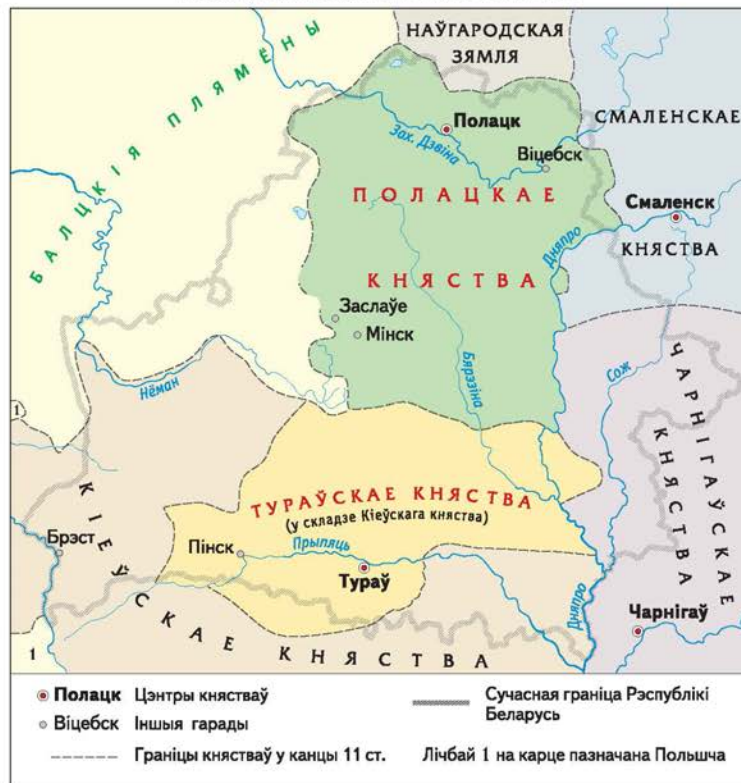 НАЎГАРОДСКАЯ
ЗЯМЛЯ
БАЛЦКІЯ ПЛЯМЁНЫ
Полацк
Зах. Дзвіна
Віцебск
СМАЛЕНСКАЕ
Смаленск
КНЯСТВА
ПОЛАЦКАЕ
КНЯСТВА
Дняпро
Заслаўе
Мінск
Бярэзіна
Нёман
Сож
ЧАРНІГАЎСКАЕ
КНЯСТВА
1
ТУРАЎСКАЕ КНЯСТВА
(у складзе Кіеўскага княства)
Брэст
Пінск
Прыпяць
Тураў
Дняпро
Чарнігаў
КІЕЎСКАЕ КНЯСТВА
1
Полацк Цэнтры княстваў
Віцебск Іншыя гарады
Граніцы княстваў у канцы 11 ст.
Сучасная граніца Рэспублікі
Беларусь
Лічбай 1 на карце пазначана Польшча